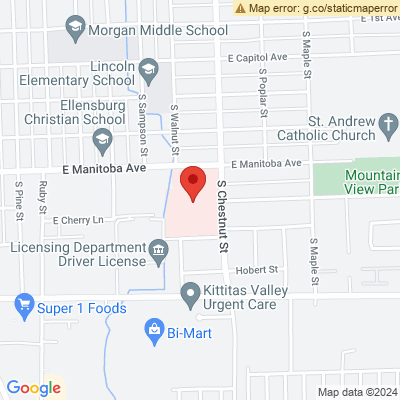 Map error: g.co/staticmaperror
Morgan Middle School
E 1st Ave
E Capitol Ave
S Maple St
Lincoln
Elementary School
S Poplar St
S Sampson St
S Walnut St
Ellensburg
Christian School
St. Andrew
Catholic Church
E Manitoba Ave
E Manitoba Ave
Mountain
View Par
S Pine St
Ruby St
S Chestnut St
E Cherry Ln
Licensing Department
Driver License
S Maple St
Hobert St
Kittitas Valley
Urgent Care
Super 1 Foods
Bi-Mart
Google
Map data ©2024